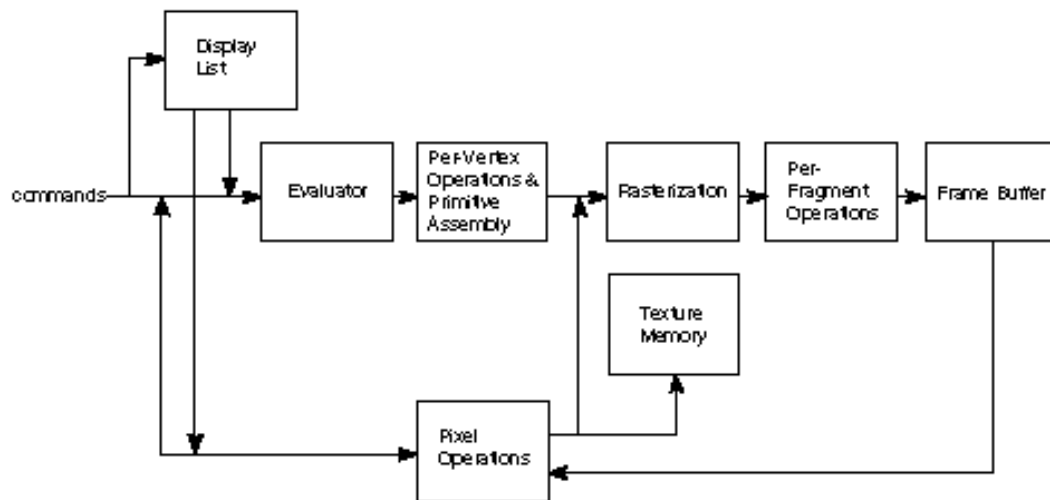 Display
List
commands
Evaluator
Per-Vertex
Operations &
Primitive
Assembly
Rasterization
Per-
Fragment
Operations
Frame Buffer
Texture
Memory
Pixel
Operations